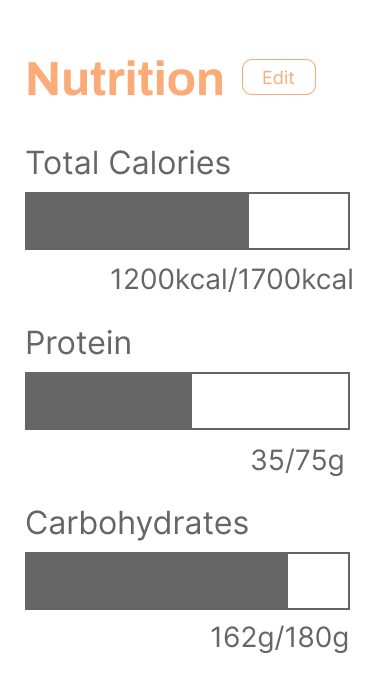 Nutrition Edit
Total Calories
1200kcal/1700kcal
Protein
35/75g
Carbohydrates
162g/180g